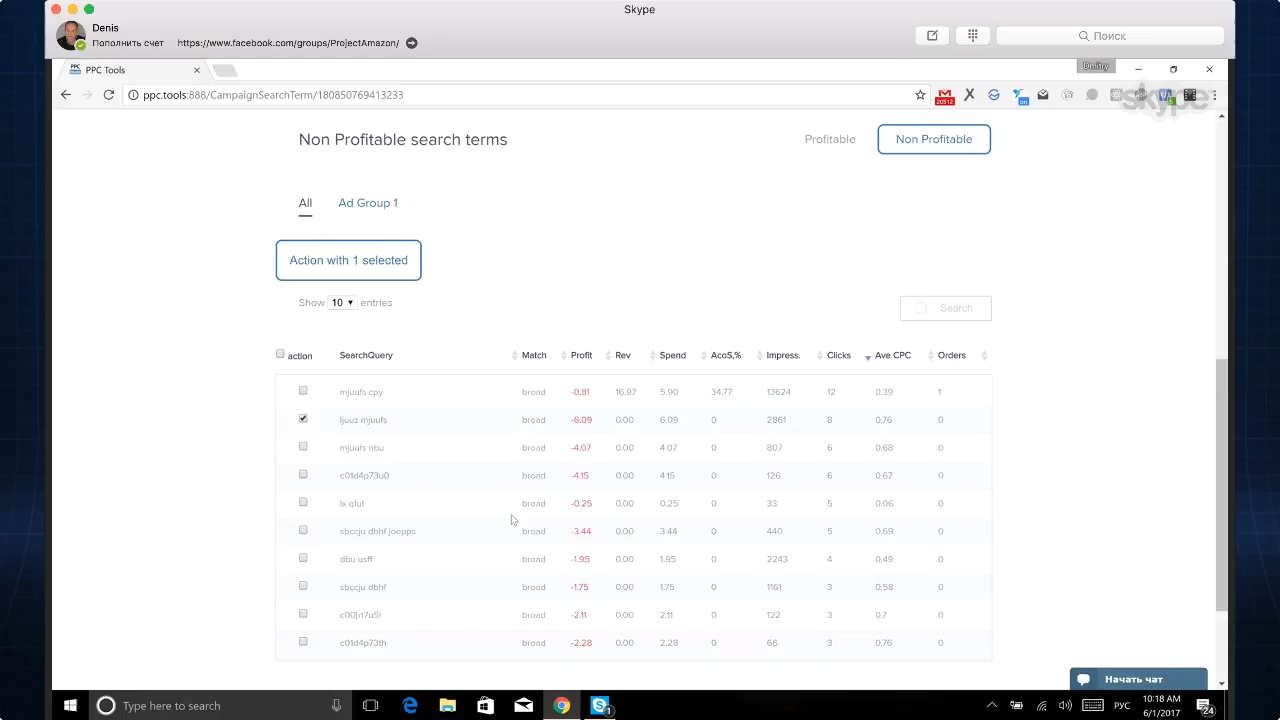 Skype
Denis
Пополнить счет https://www.facebook.com/groups/ProjectAmazon/
Поиск
PPC Tools
Dmitry
ppc.tools:888/CampaignSearchTerm/180850769413233
20512
on
skype
Non Profitable search terms
Profitable
Non Profitable
All
Ad Group 1
Action with 1 selected
Show 10 entries
Search
action SearchQuery Match Profit Rev Spend AcoS,% Impress. Clicks Ave CPC Orders
mjuufs cpy broad -0.81 16.97 5.90 34.77 13624 12 0.39 1
ljuuz mjuufs broad -6.09 0.00 6.09 0 2861 8 0.76 0
mjuufs nbu broad -4.07 0.00 4.07 0 807 6 0.68 0
c01d4p73u0 broad -4.15 0.00 4.15 0 126 6 0.67 0
lx qfut broad -0.25 0.00 0.25 0 33 5 0.06 0
sbccju dbhf joepps broad -3.44 0.00 3.44 0 440 5 0.69 0
dbu usff broad -1.95 0.00 1.95 0 2243 4 0.49 0
sbccju dbhf broad -1.75 0.00 1.75 0 1161 3 0.58 0
c00|rt7u5! broad -2.11 0.00 2.11 0 122 3 0.7 0
c01d4p73th broad -2.28 0.00 2.28 0 66 3 0.76 0
Начать чат
Type here to search
1
РУС
10:18 AM
6/1/2017
24